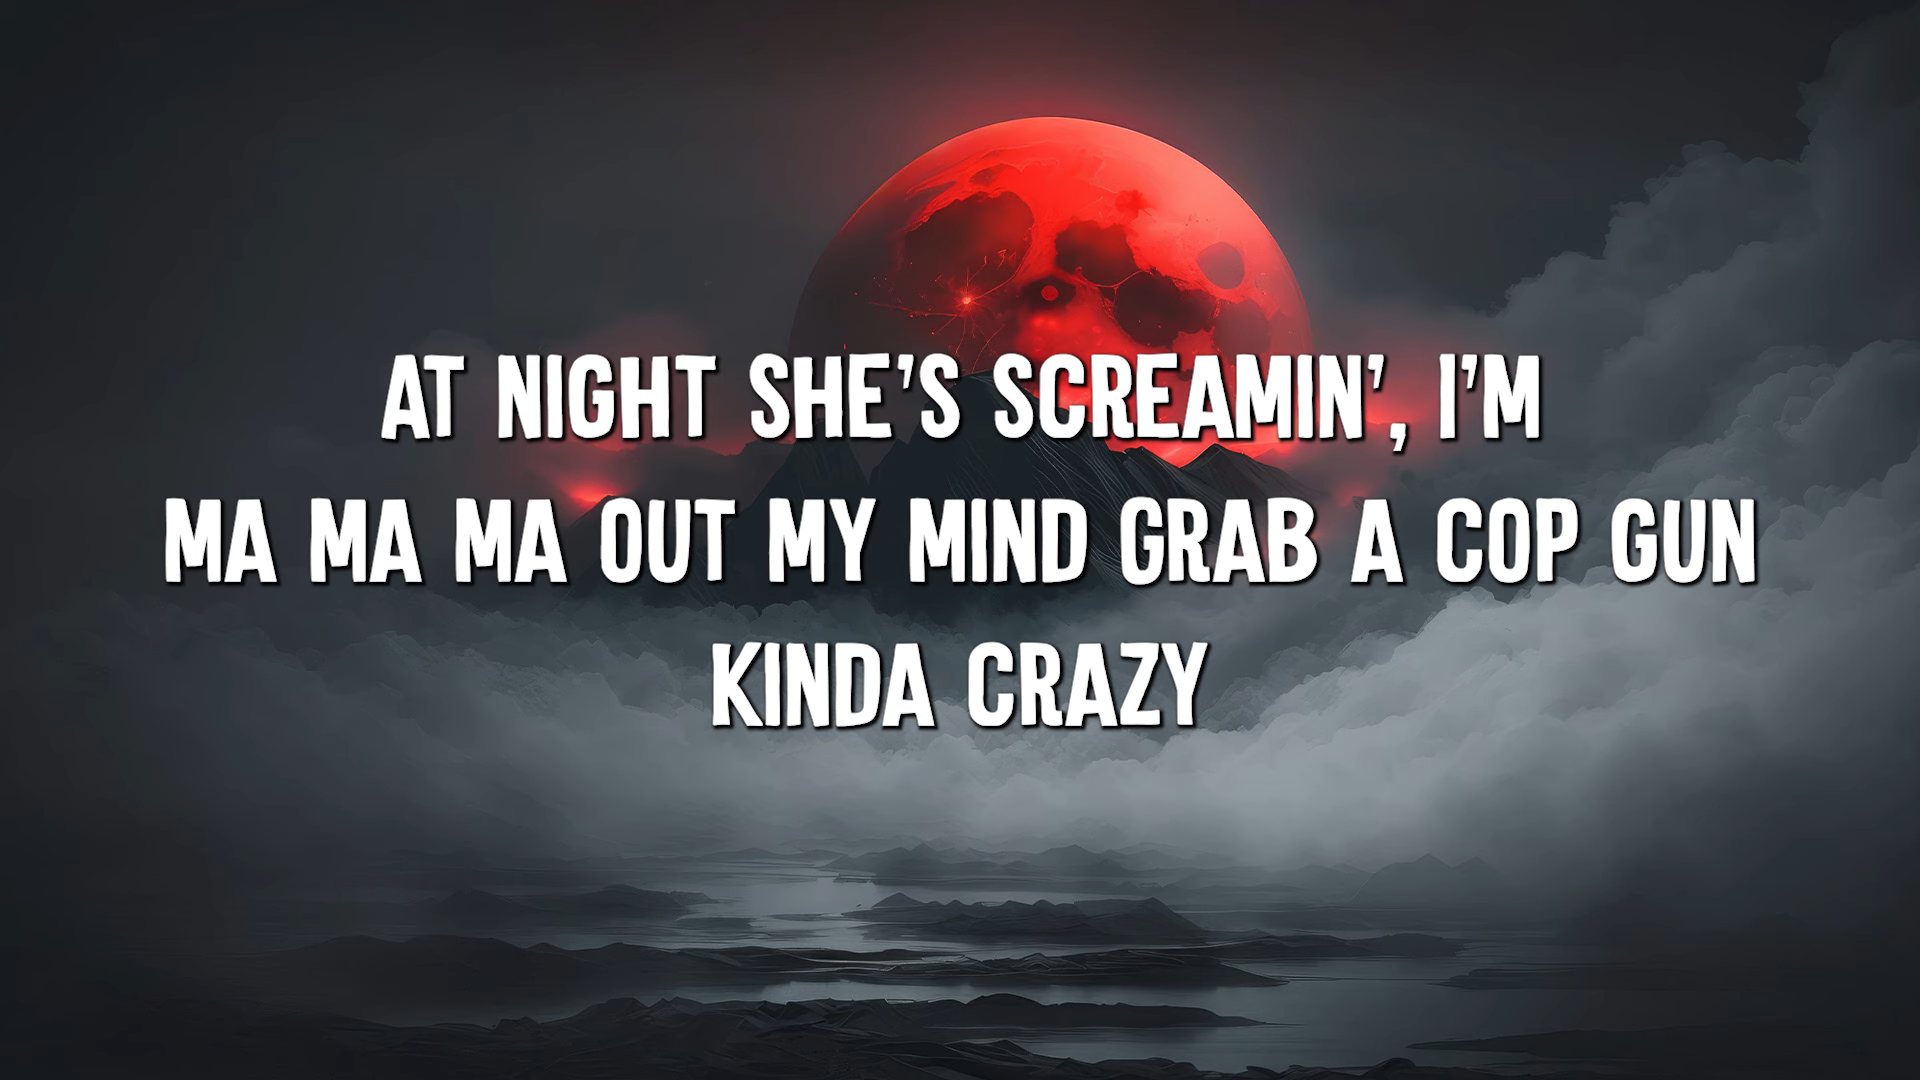 AT NIGHT SHE'S SCREAMIN', I'M
MA MA MA OUT MY MIND GRAB A COP GUN
KINDA CRAZY